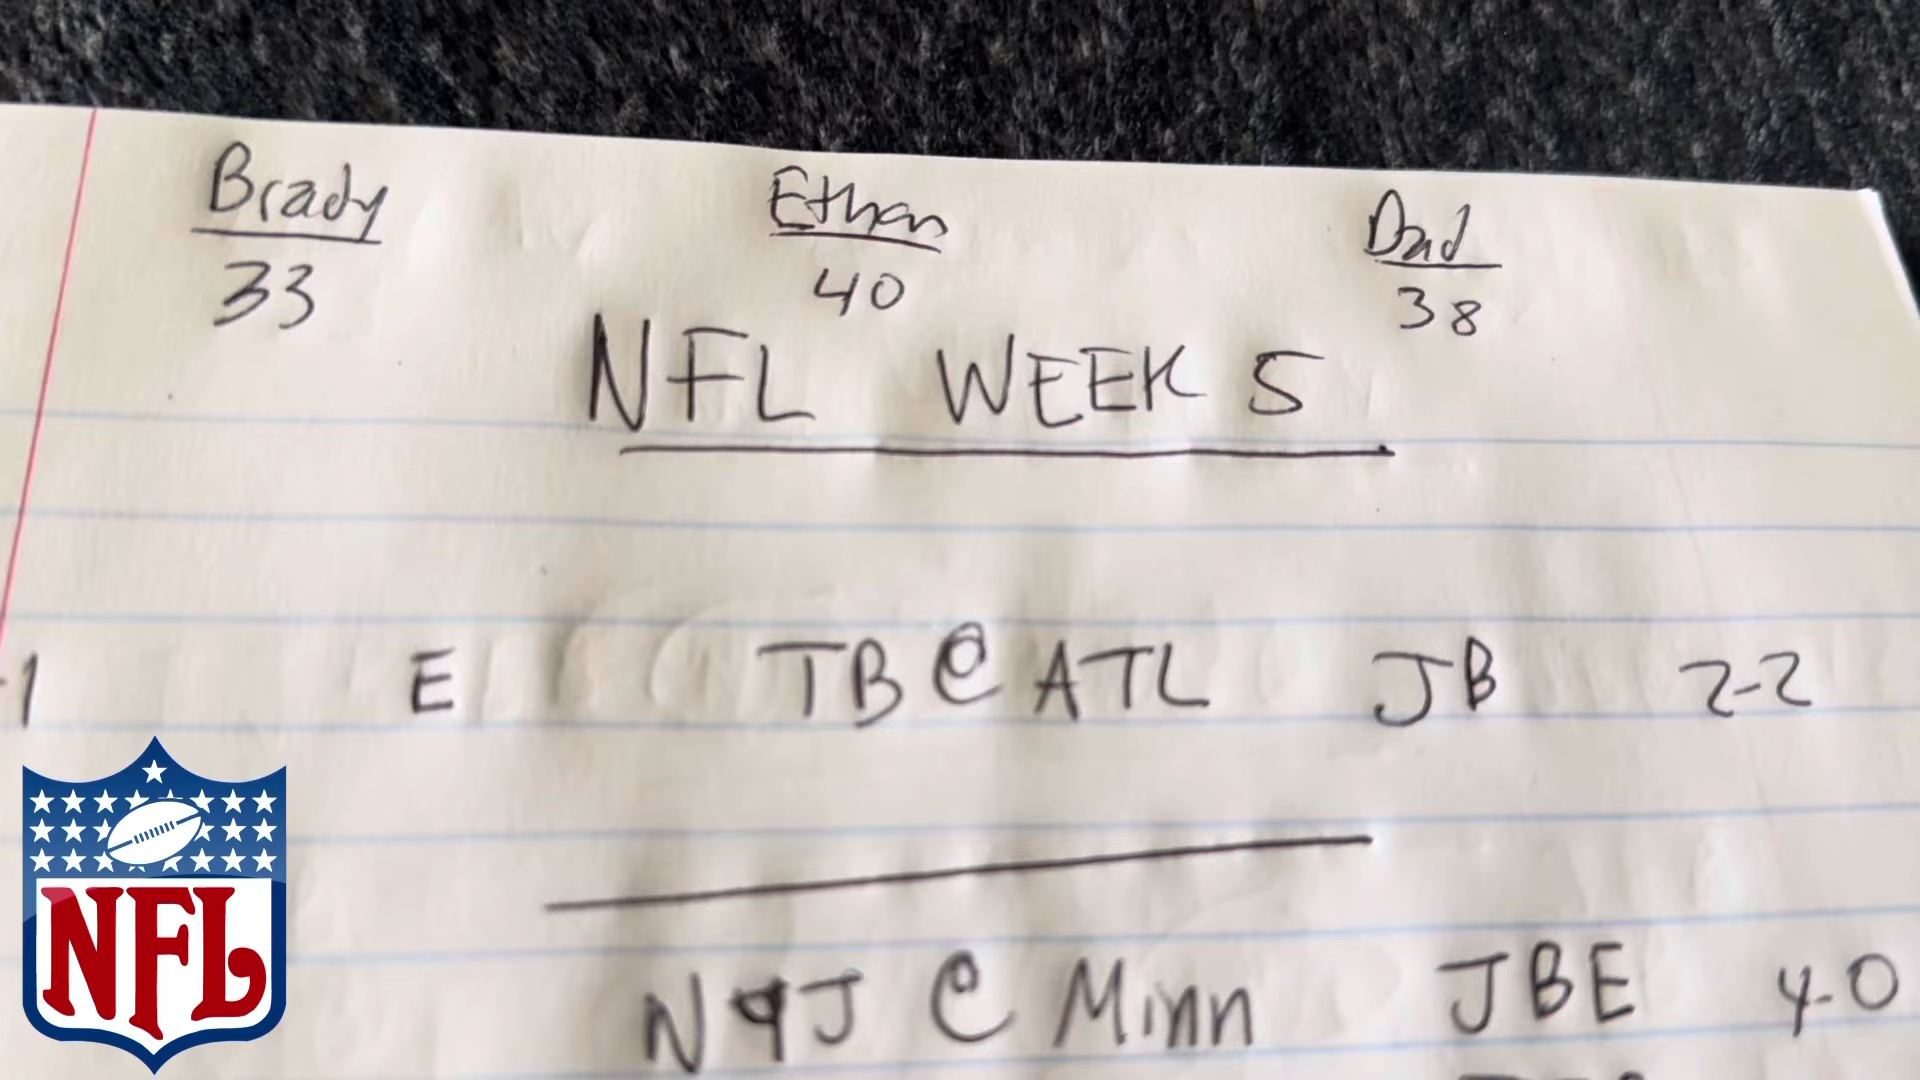 Brady Ethan Dad
33 40 38
NFL WEEK 5
-1 E TB @ ATL JB 2-2
NYJ @ Minn JBE 4-0
NFL